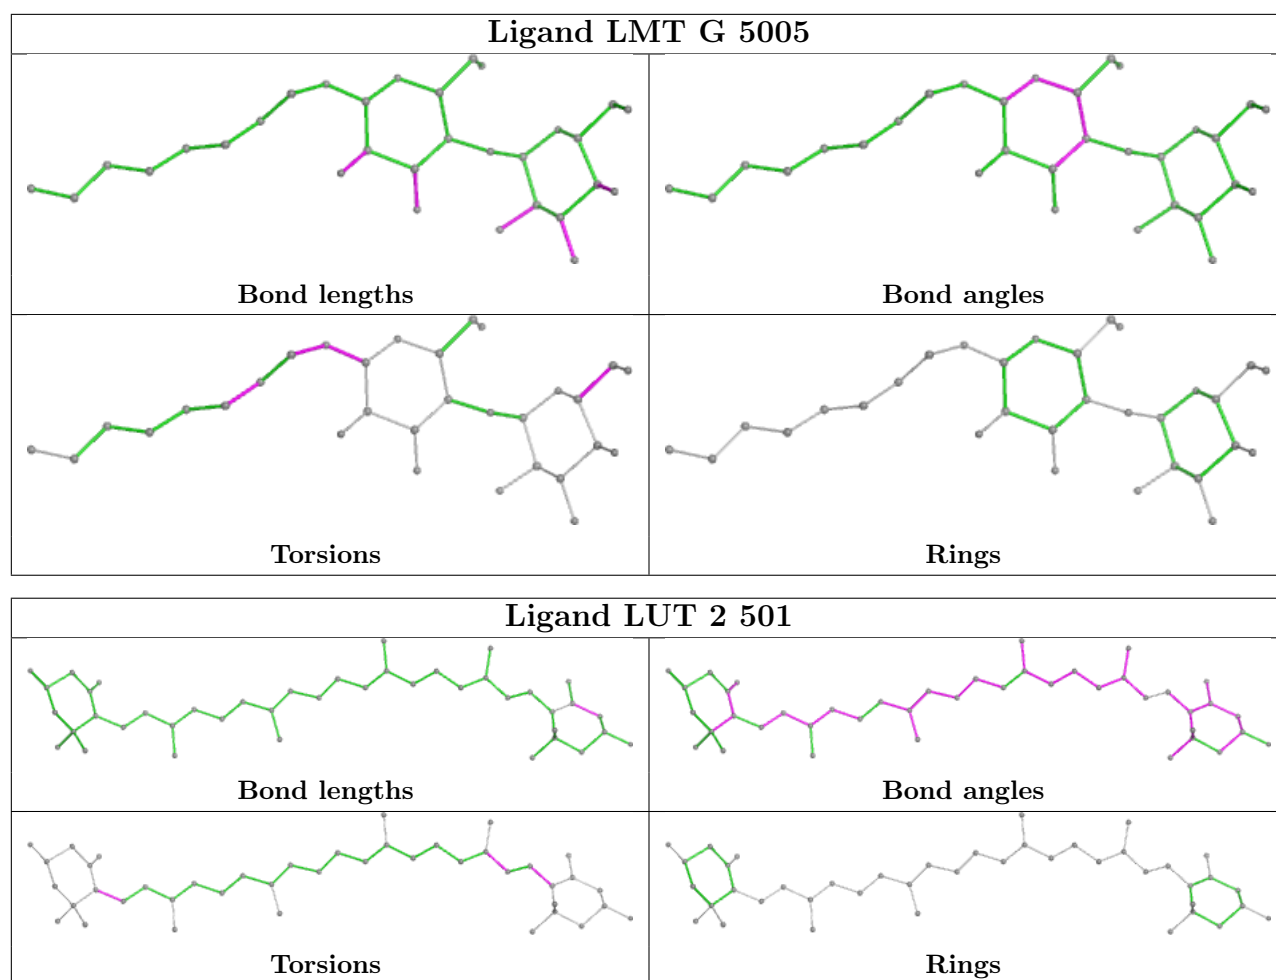 Ligand LMT G 5005
Bond lengths
Bond angles
Torsions
Rings
Ligand LUT 2 501
Bond lengths
Bond angles
Torsions
Rings